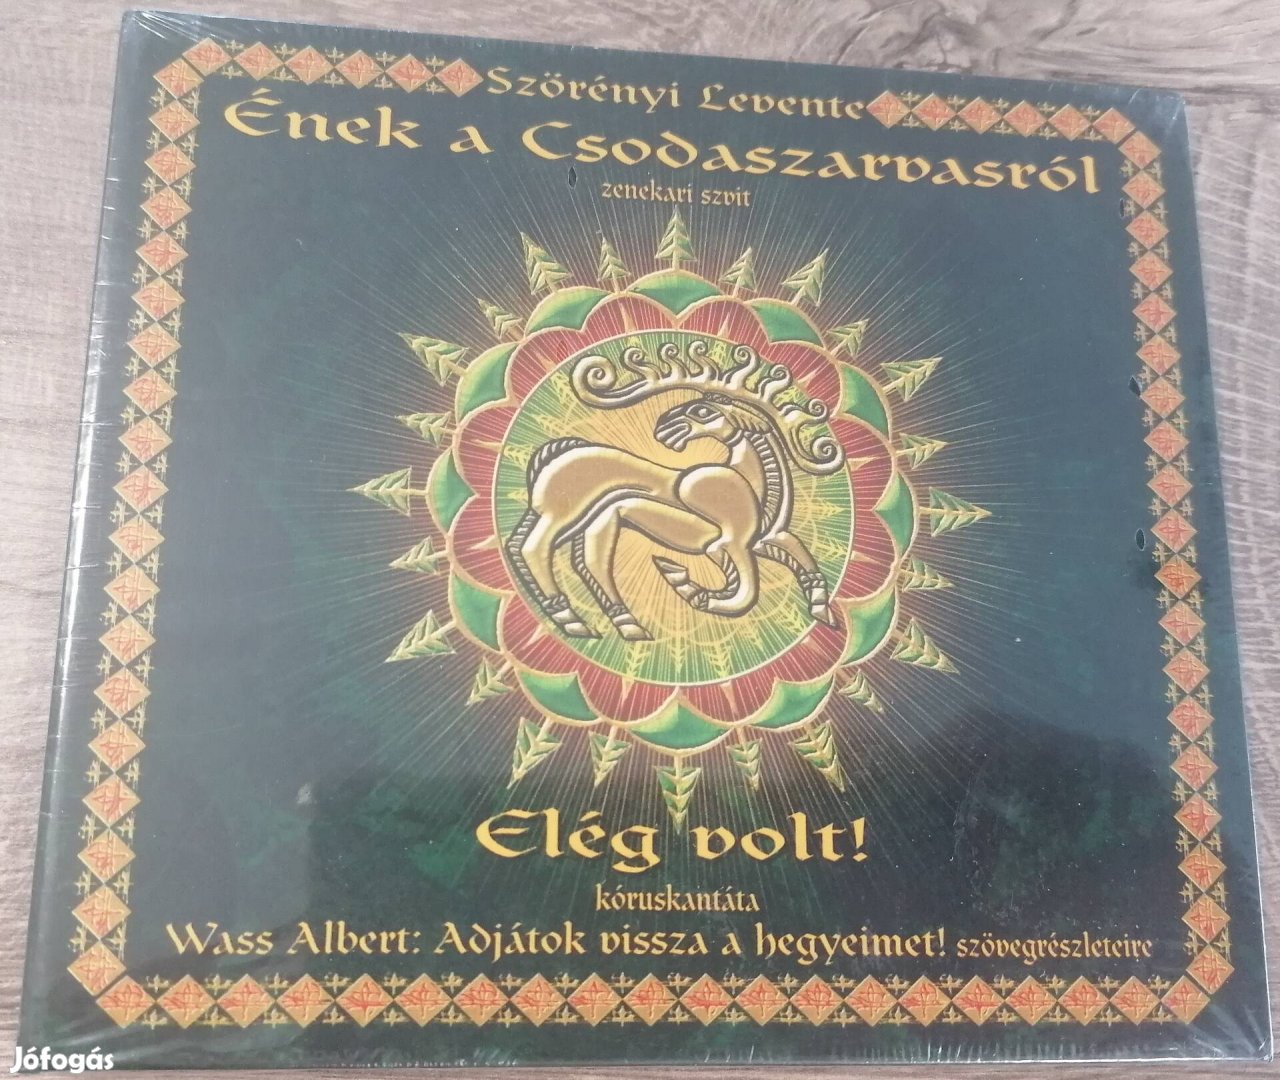 Szörényi Levente
Ének a Csodaszarvasról
zenekari szvit
Elég volt!
kóruskantáta
Wass Albert: Adjátok vissza a hegyeimet! szövegrészleteire
Jófogás